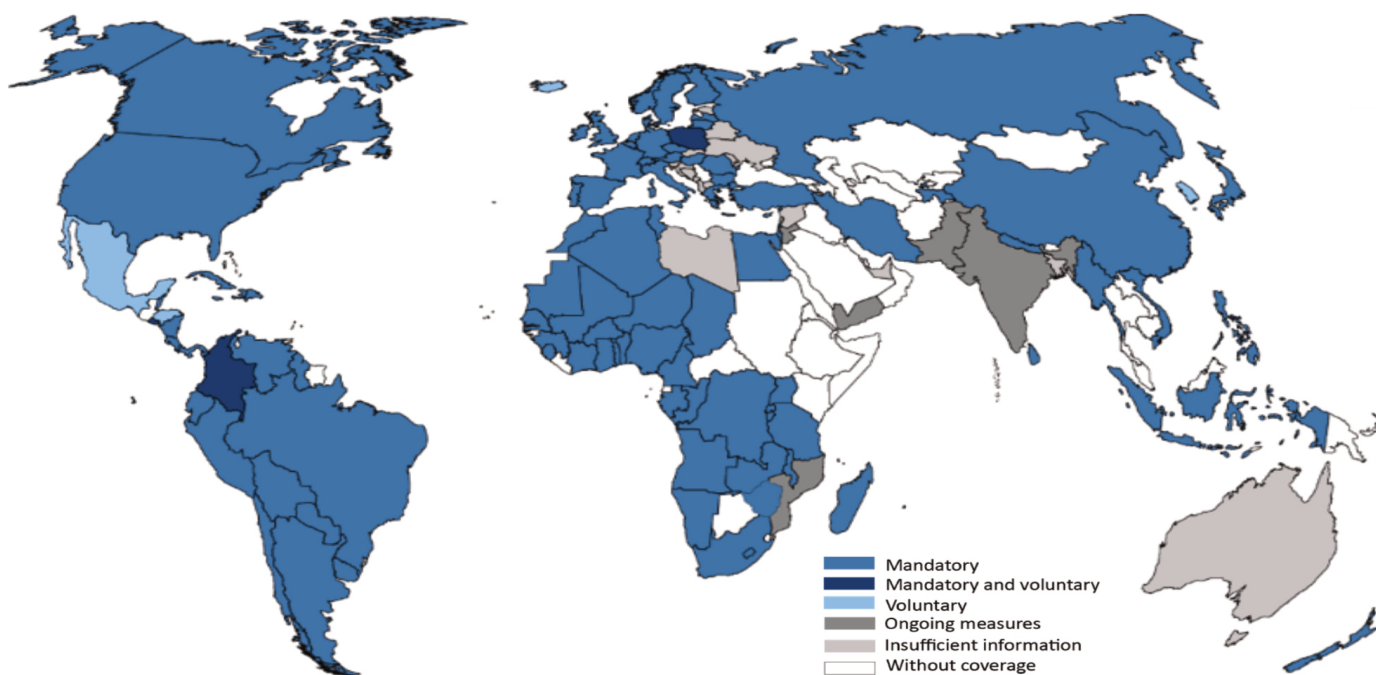 Mandatory
Mandatory and voluntary
Voluntary
Ongoing measures
Insufficient information
Without coverage